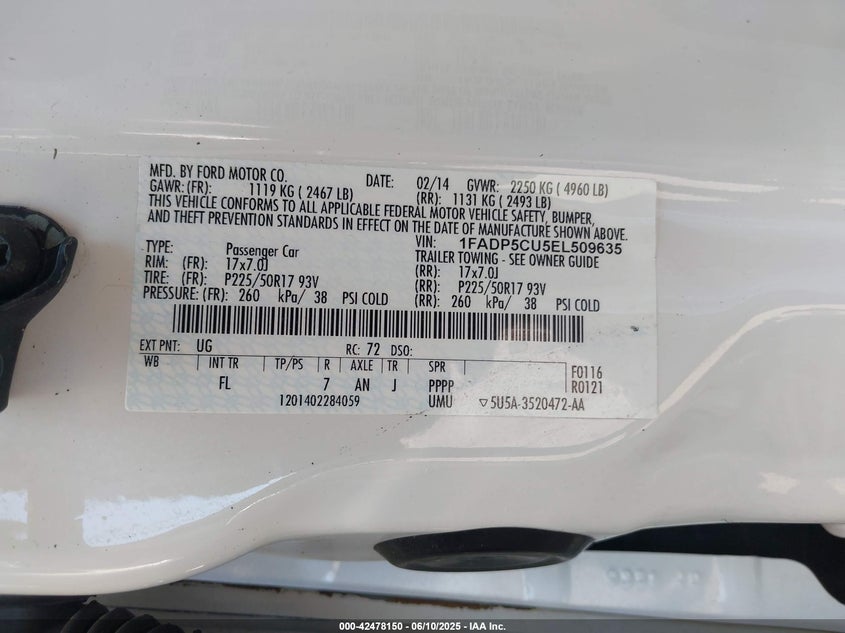 MFD. BY FORD MOTOR CO. DATE: 02/14 GVWR: 2250 KG ( 4960 LB)
GAWR:(FR): 1119 KG ( 2467 LB) (RR): 1131 KG ( 2493 LB)
THIS VEHICLE CONFORMS TO ALL APPLICABLE FEDERAL MOTOR VEHICLE SAFETY, BUMPER,
AND THEFT PREVENTION STANDARDS IN EFFECT ON THE DATE OF MANUFACTURE SHOWN ABOVE.
VIN: 1FADP5CU5EL509635
TYPE: Passenger Car TRAILER TOWING - SEE OWNER GUIDE
RIM: (FR): 17x7.0J (RR): 17x7.0J
TIRE: (FR): P225/50R17 93V (RR): P225/50R17 93V
PRESSURE: (FR): 260 kPa/ 38 PSI COLD (RR): 260 kPa/ 38 PSI COLD
EXT PNT: UG RC: 72 DSO:
WB INT TR TP/PS R AXLE TR SPR F0116
FL 7 AN J PPPP R0121
1201402284059 UMU ▽5U5A-3520472-AA
000-42478150 - 06/10/2025 - IAA Inc.